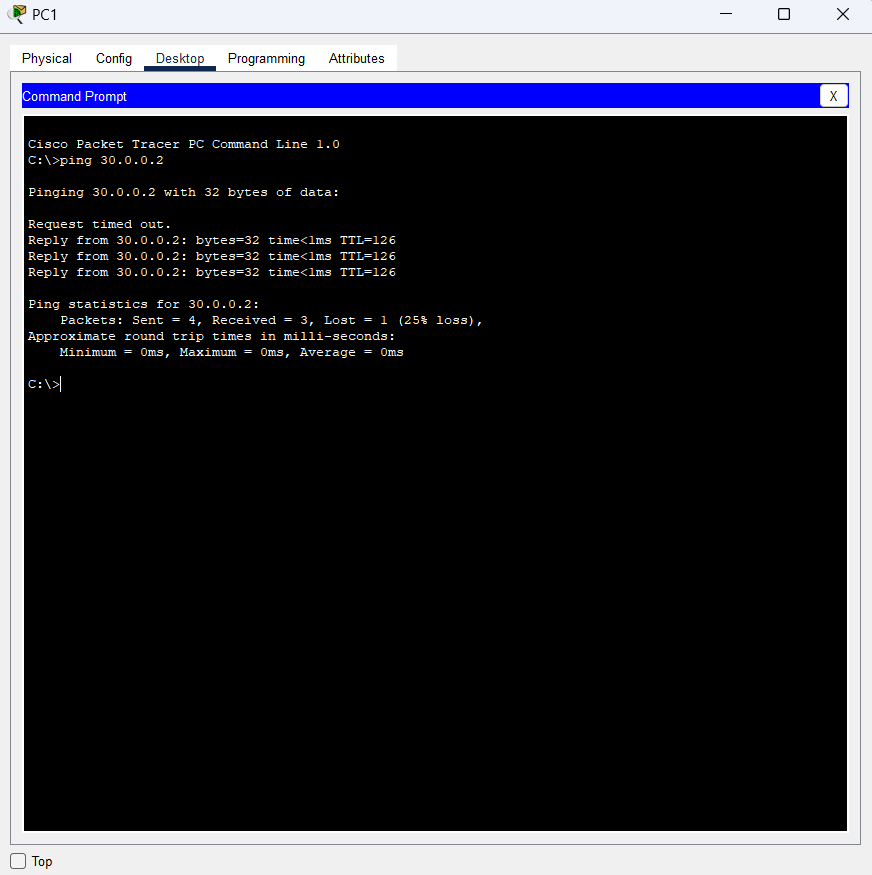 PC1
Physical Config Desktop Programming Attributes
Command Prompt X
Cisco Packet Tracer PC Command Line 1.0
C:\>ping 30.0.0.2
Pinging 30.0.0.2 with 32 bytes of data:
Request timed out.
Reply from 30.0.0.2: bytes=32 time<1ms TTL=126
Reply from 30.0.0.2: bytes=32 time<1ms TTL=126
Reply from 30.0.0.2: bytes=32 time<1ms TTL=126
Ping statistics for 30.0.0.2:
    Packets: Sent = 4, Received = 3, Lost = 1 (25% loss),
Approximate round trip times in milli-seconds:
    Minimum = 0ms, Maximum = 0ms, Average = 0ms
C:\>
Top